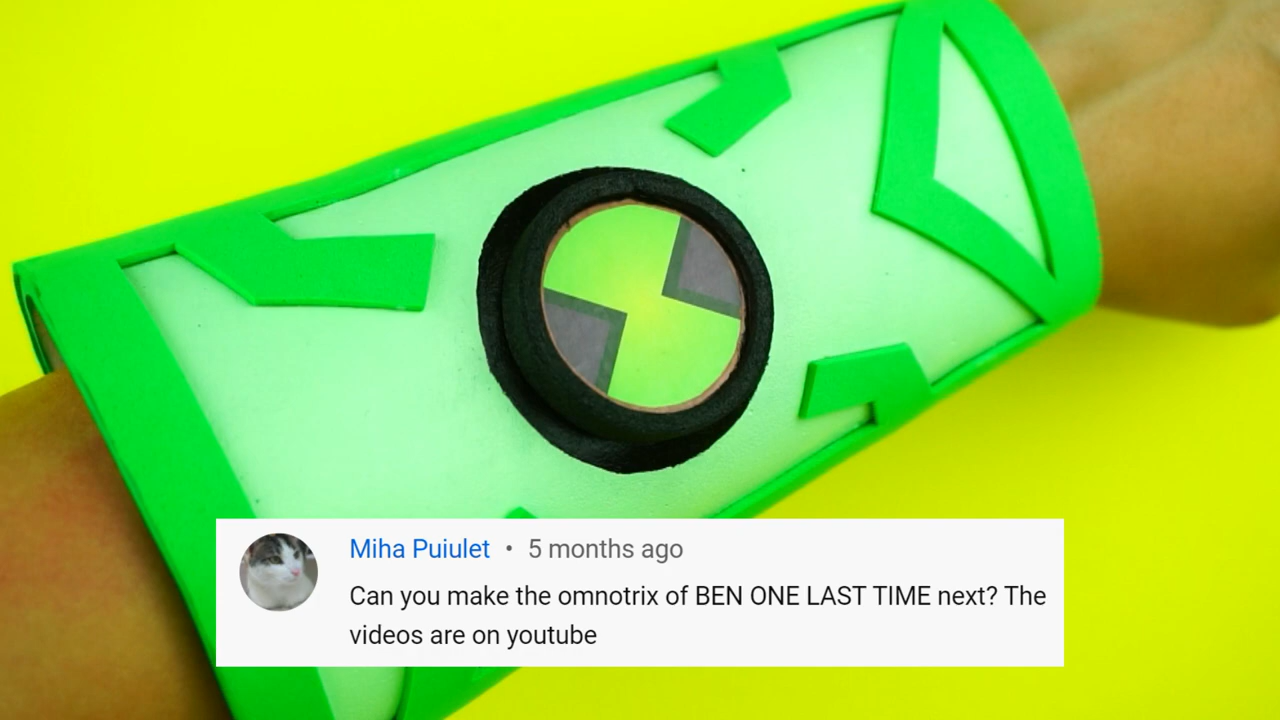 Miha Puiulet • 5 months ago
Can you make the omnotrix of BEN ONE LAST TIME next? The
videos are on youtube